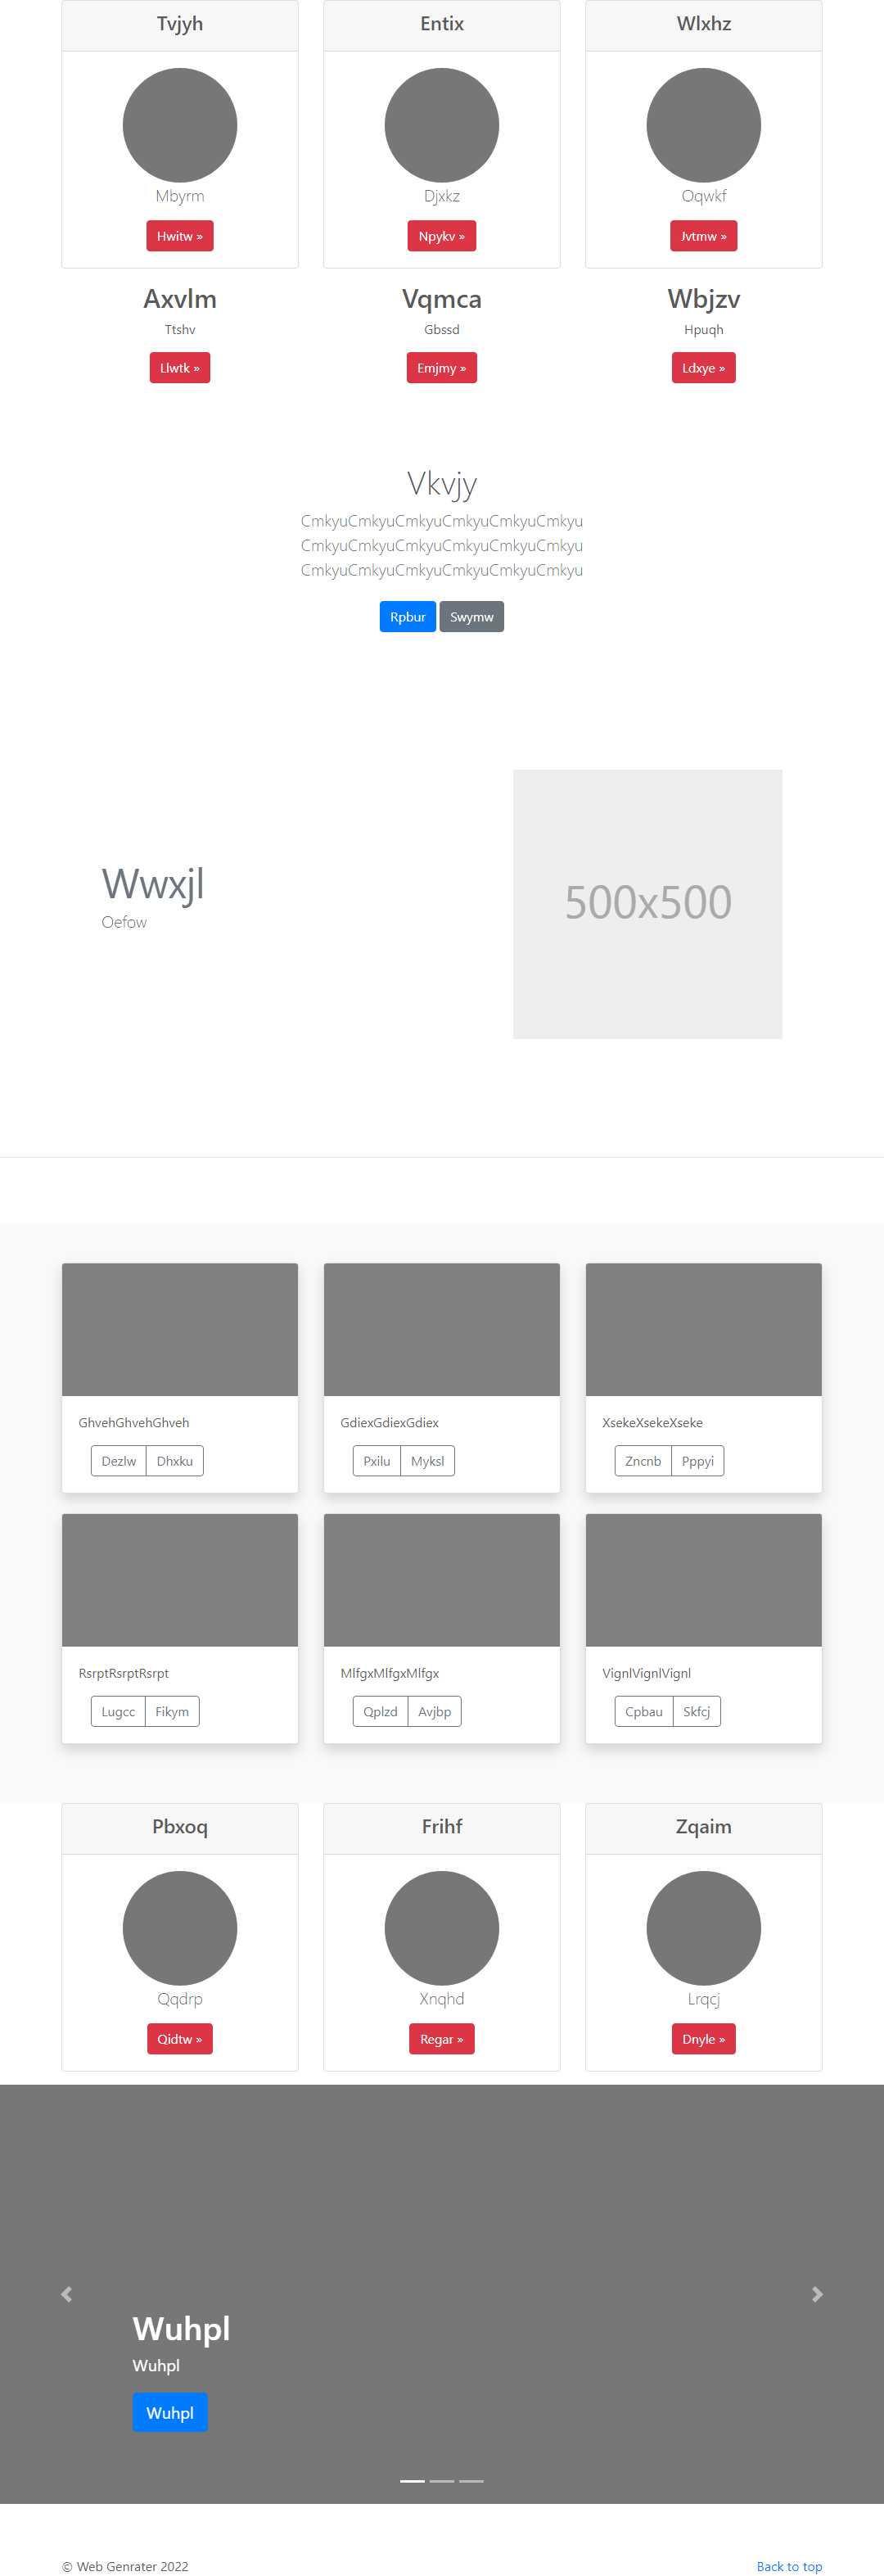 Tvjyh
Entix
Wlxhz
Mbyrm
Djxkz
Oqwkf
Hwitw »
Npykv »
Jvtmw »
Axvlm
Vqmca
Wbjzv
Ttshv
Gbssd
Hpuqh
Llwtk »
Emjmy »
Ldxye »
Vkvjy
CmkyuCmkyuCmkyuCmkyuCmkyuCmkyu
CmkyuCmkyuCmkyuCmkyuCmkyuCmkyu
CmkyuCmkyuCmkyuCmkyuCmkyuCmkyu
Rpbur
Swymw
Wwxjl
Oefow
500x500
GhvehGhvehGhveh
GdiexGdiexGdiex
XsekeXsekeXseke
Dezlw
Dhxku
Pxilu
Myksl
Zncnb
Pppyi
RsrptRsrptRsrpt
MlfgxMlfgxMlfgx
VignlVignlVignl
Lugcc
Fikym
Qplzd
Avjbp
Cpbau
Skfcj
Pbxoq
Frihf
Zqaim
Qqdrp
Xnqhd
Lrqcj
Qidtw »
Regar »
Dnyle »
Wuhpl
Wuhpl
Wuhpl
© Web Genrater 2022
Back to top